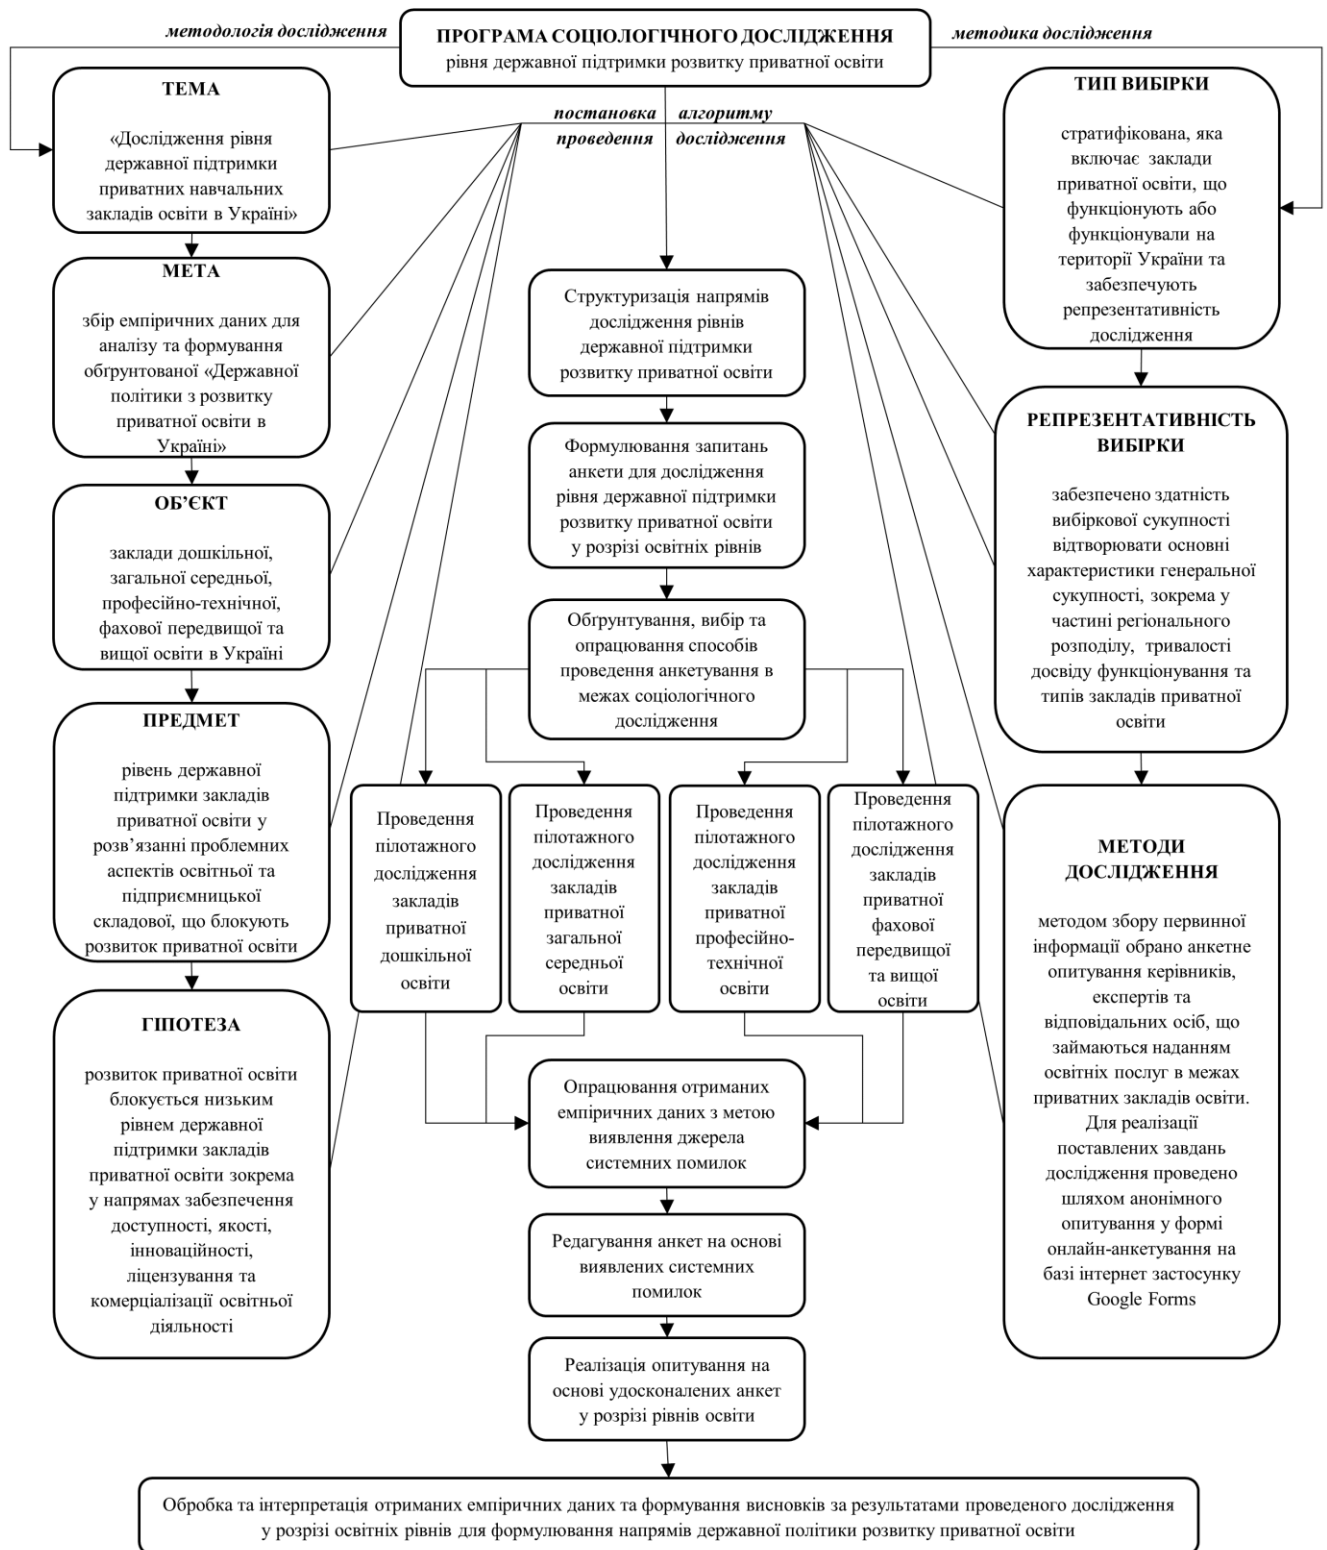 методологія дослідження
ПРОГРАМА СОЦІОЛОГІЧНОГО ДОСЛІДЖЕННЯ
рівня державної підтримки розвитку приватної освіти
методика дослідження
постановка алгоритму
проведення дослідження
ТЕМА
«Дослідження рівня
державної підтримки
приватних навчальних
закладів освіти в Україні»
МЕТА
збір емпіричних даних для
аналізу та формування
обґрунтованої «Державної
політики з розвитку
приватної освіти в
Україні»
ОБ’ЄКТ
заклади дошкільної,
загальної середньої,
професійно-технічної,
фахової передвищої та
вищої освіти в Україні
ПРЕДМЕТ
рівень державної
підтримки закладів
приватної освіти у
розв’язанні проблемних
аспектів освітньої та
підприємницької
складової, що блокують
розвиток приватної освіти
ГІПОТЕЗА
розвиток приватної освіти
блокується низьким
рівнем державної
підтримки закладів
приватної освіти зокрема
у напрямах забезпечення
доступності, якості,
інноваційності,
ліцензування та
комерціалізації освітньої
діяльності
Структуризація напрямів
дослідження рівнів
державної підтримки
розвитку приватної освіти
Формулювання запитань
анкети для дослідження
рівня державної підтримки
розвитку приватної освіти
у розрізі освітніх рівнів
Обґрунтування, вибір та
опрацювання способів
проведення анкетування в
межах соціологічного
дослідження
Проведення
пілотажного
дослідження
закладів
приватної
дошкільної
освіти
Проведення
пілотажного
дослідження
закладів
приватної
загальної
середньої
освіти
Проведення
пілотажного
дослідження
закладів
приватної
професійно-
технічної
освіти
Проведення
пілотажного
дослідження
закладів
приватної
фахової
передвищої
та вищої
освіти
Опрацювання отриманих
емпіричних даних з метою
виявлення джерела
системних помилок
Редагування анкет на основі
виявлених системних
помилок
Реалізація опитування на
основі удосконалених анкет
у розрізі рівнів освіти
ТИП ВИБІРКИ
стратифікована, яка
включає заклади
приватної освіти, що
функціонують або
функціонували на
території України та
забезпечують
репрезентативність
дослідження
РЕПРЕЗЕНТАТИВНІСТЬ
ВИБІРКИ
забезпечено здатність
вибіркової сукупності
відтворювати основні
характеристики генеральної
сукупності, зокрема у
частині регіонального
розподілу, тривалості
досвіду функціонування та
типів закладів приватної
освіти
МЕТОДИ
ДОСЛІДЖЕННЯ
методом збору первинної
інформації обрано анкетне
опитування керівників,
експертів та
відповідальних осіб, що
займаються наданням
освітніх послуг в межах
приватних закладів освіти.
Для реалізації
поставлених завдань
дослідження проведено
шляхом анонімного
опитування у формі
онлайн-анкетування на
базі інтернет застосунку
Google Forms
Обробка та інтерпретація отриманих емпіричних даних та формування висновків за результатами проведеного дослідження
у розрізі освітніх рівнів для формулювання напрямів державної політики розвитку приватної освіти